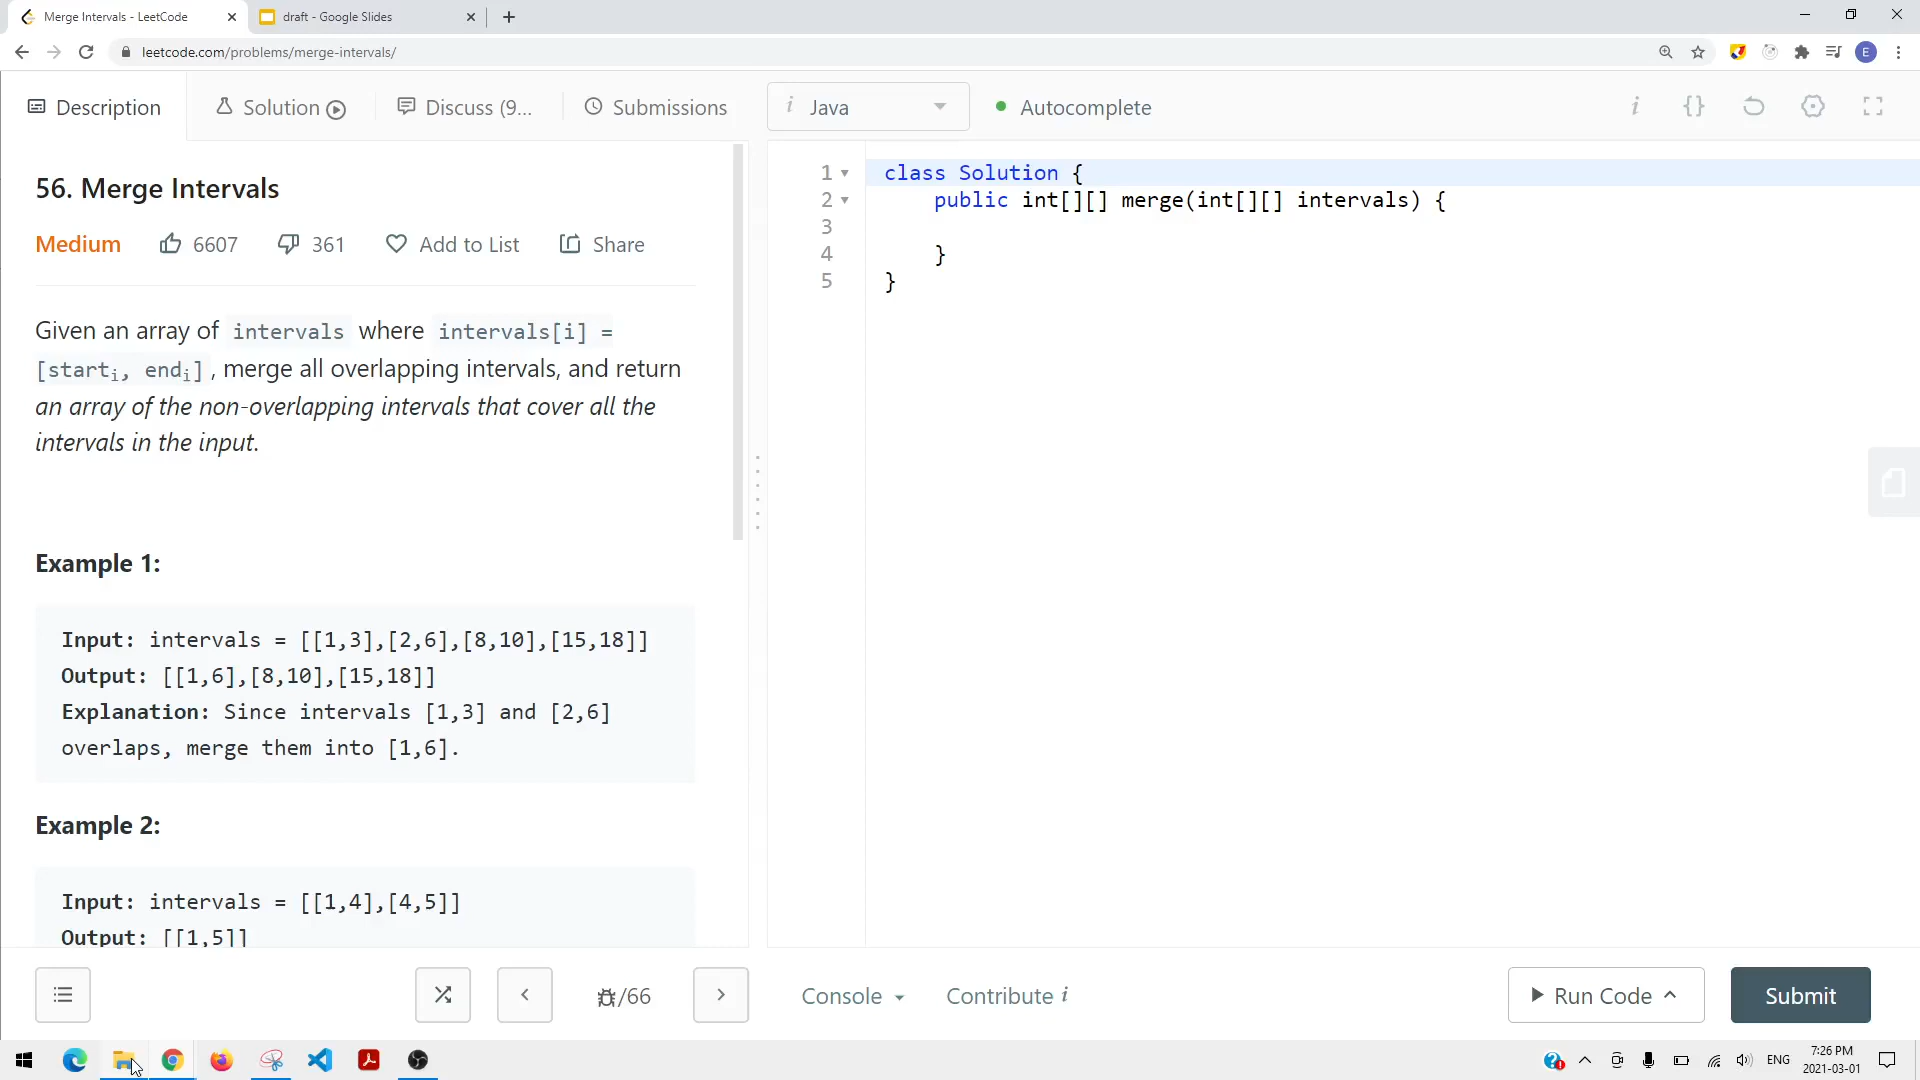 Merge Intervals - LeetCode
draft - Google Slides
leetcode.com/problems/merge-intervals/
E
Description
Solution
Discuss (9...
Submissions
i Java
Autocomplete
i {}
56. Merge Intervals
Medium 6607 361 Add to List Share
Given an array of intervals where intervals[i] =
[starti, endi], merge all overlapping intervals, and return
an array of the non-overlapping intervals that cover all the
intervals in the input.
Example 1:
Input: intervals = [[1,3],[2,6],[8,10],[15,18]]
Output: [[1,6],[8,10],[15,18]]
Explanation: Since intervals [1,3] and [2,6]
overlaps, merge them into [1,6].
Example 2:
Input: intervals = [[1,4],[4,5]]
Output: [[1,5]]
1 class Solution {
2 public int[][] merge(int[][] intervals) {
3
4 }
5 }
/66
Console
Contribute i
Run Code
Submit
ENG
7:26 PM
2021-03-01